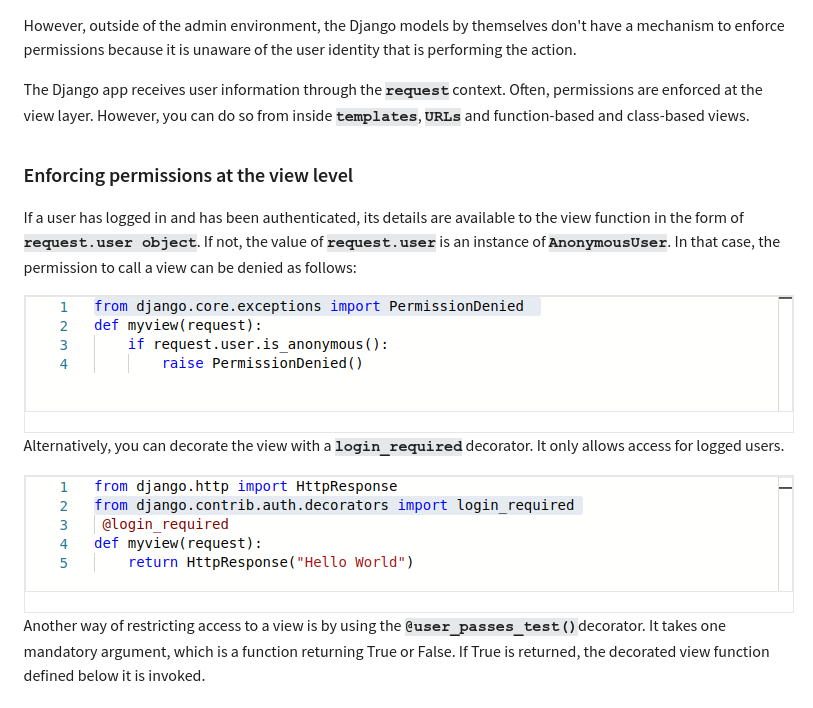 However, outside of the admin environment, the Django models by themselves don't have a mechanism to enforce
permissions because it is unaware of the user identity that is performing the action.
The Django app receives user information through the request context. Often, permissions are enforced at the
view layer. However, you can do so from inside templates, URLs and function-based and class-based views.
Enforcing permissions at the view level
If a user has logged in and has been authenticated, its details are available to the view function in the form of
request.user object. If not, the value of request.user is an instance of AnonymousUser. In that case, the
permission to call a view can be denied as follows:
1 from django.core.exceptions import PermissionDenied
2 def myview(request):
3     if request.user.is_anonymous():
4         raise PermissionDenied()
Alternatively, you can decorate the view with a login_required decorator. It only allows access for logged users.
1 from django.http import HttpResponse
2 from django.contrib.auth.decorators import login_required
3  @login_required
4 def myview(request):
5     return HttpResponse("Hello World")
Another way of restricting access to a view is by using the @user_passes_test()decorator. It takes one
mandatory argument, which is a function returning True or False. If True is returned, the decorated view function
defined below it is invoked.